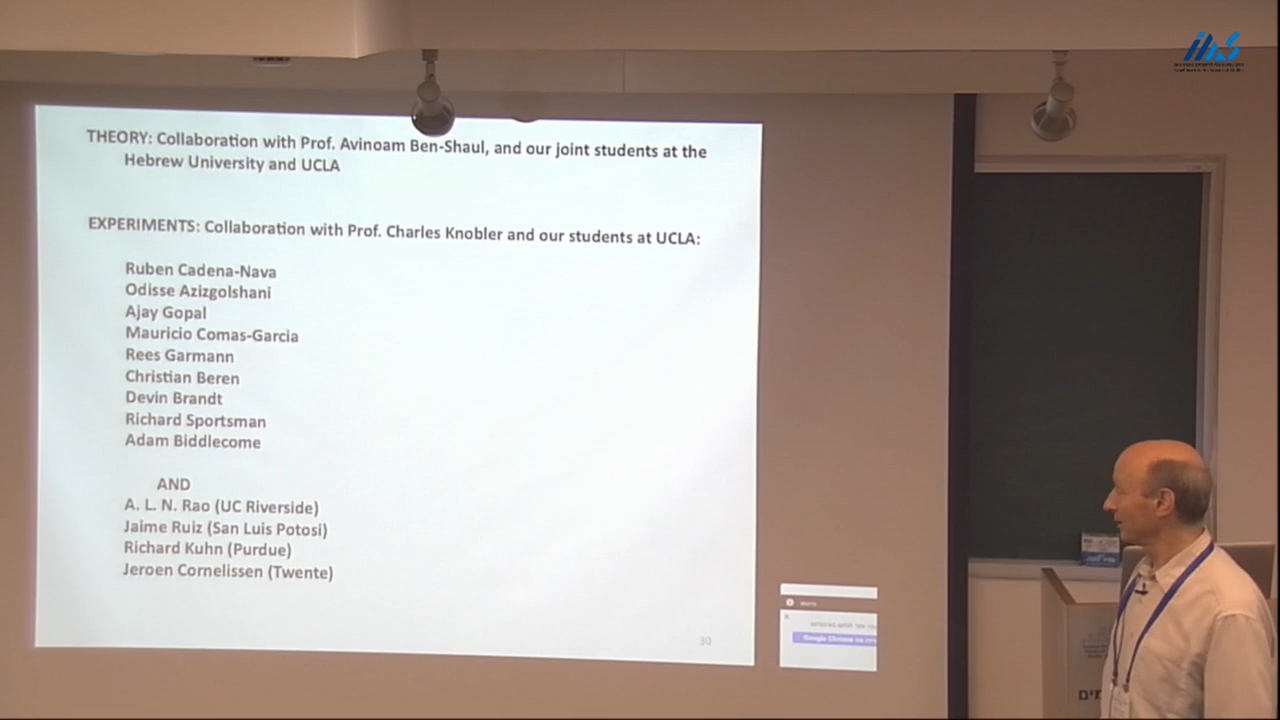 THEORY: Collaboration with Prof. Avinoam Ben-Shaul, and our joint students at the
Hebrew University and UCLA
EXPERIMENTS: Collaboration with Prof. Charles Knobler and our students at UCLA:
Ruben Cadena-Nava
Odisse Azizgolshani
Ajay Gopal
Mauricio Comas-Garcia
Rees Garmann
Christian Beren
Devin Brandt
Richard Sportsman
Adam Biddlecome
AND
A. L. N. Rao (UC Riverside)
Jaime Ruiz (San Luis Potosi)
Richard Kuhn (Purdue)
Jeroen Cornelissen (Twente)
30
Google Chrome